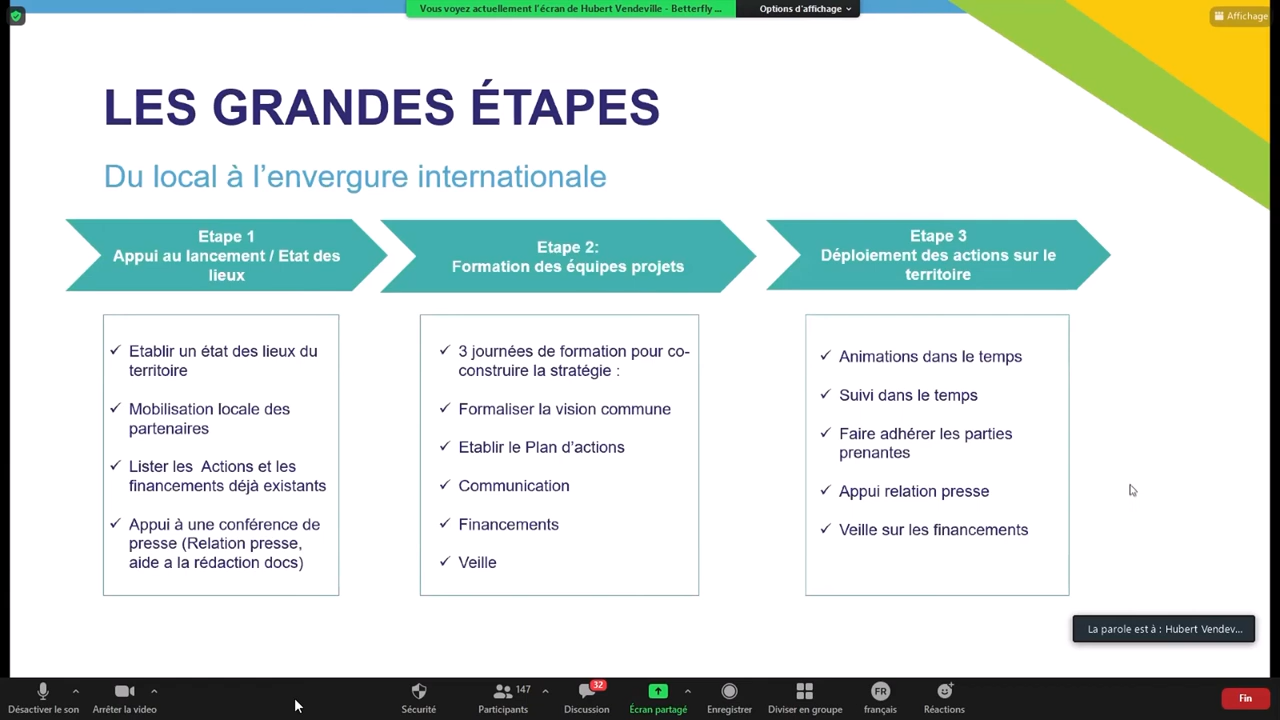 Vous voyez actuellement l'écran de Hubert Vendeville - Betterfly ...
Options d'affichage
Affichage
LES GRANDES ÉTAPES
Du local à l'envergure internationale
Etape 1
Appui au lancement / Etat des
lieux
Etape 2:
Formation des équipes projets
Etape 3
Déploiement des actions sur le
territoire
Etablir un état des lieux du
territoire
Mobilisation locale des
partenaires
Lister les  Actions et les
financements déjà existants
Appui à une conférence de
presse (Relation presse,
aide a la rédaction docs)
3 journées de formation pour co-
construire la stratégie :
Formaliser la vision commune
Etablir le Plan d'actions
Communication
Financements
Veille
Animations dans le temps
Suivi dans le temps
Faire adhérer les parties
prenantes
Appui relation presse
Veille sur les financements
La parole est à : Hubert Vendev...
Désactiver le son
Arrêter la video
Sécurité
147
Participants
32
Discussion
Écran partagé
Enregistrer
Diviser en groupe
FR
français
Réactions
Fin